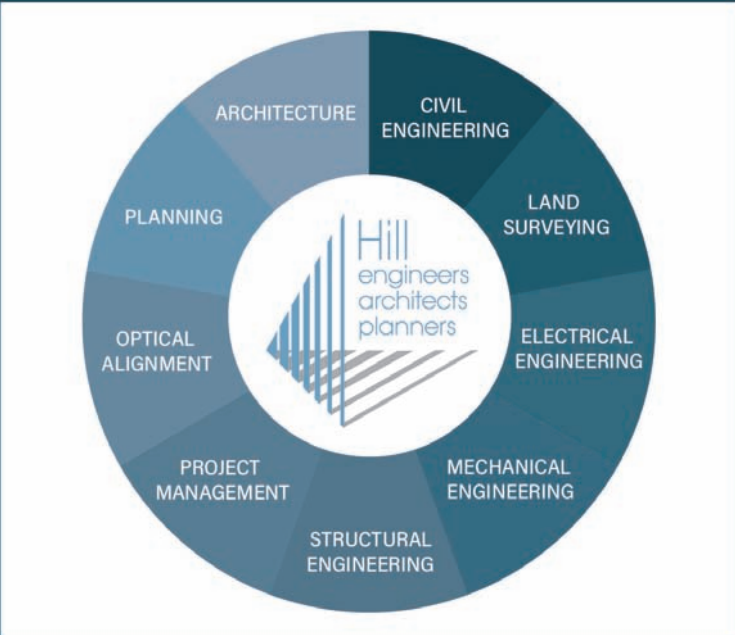 ARCHITECTURE
CIVIL
ENGINEERING
LAND
SURVEYING
PLANNING
Hill
engineers
architects
planners
ELECTRICAL
ENGINEERING
OPTICAL
ALIGNMENT
MECHANICAL
ENGINEERING
PROJECT
MANAGEMENT
STRUCTURAL
ENGINEERING